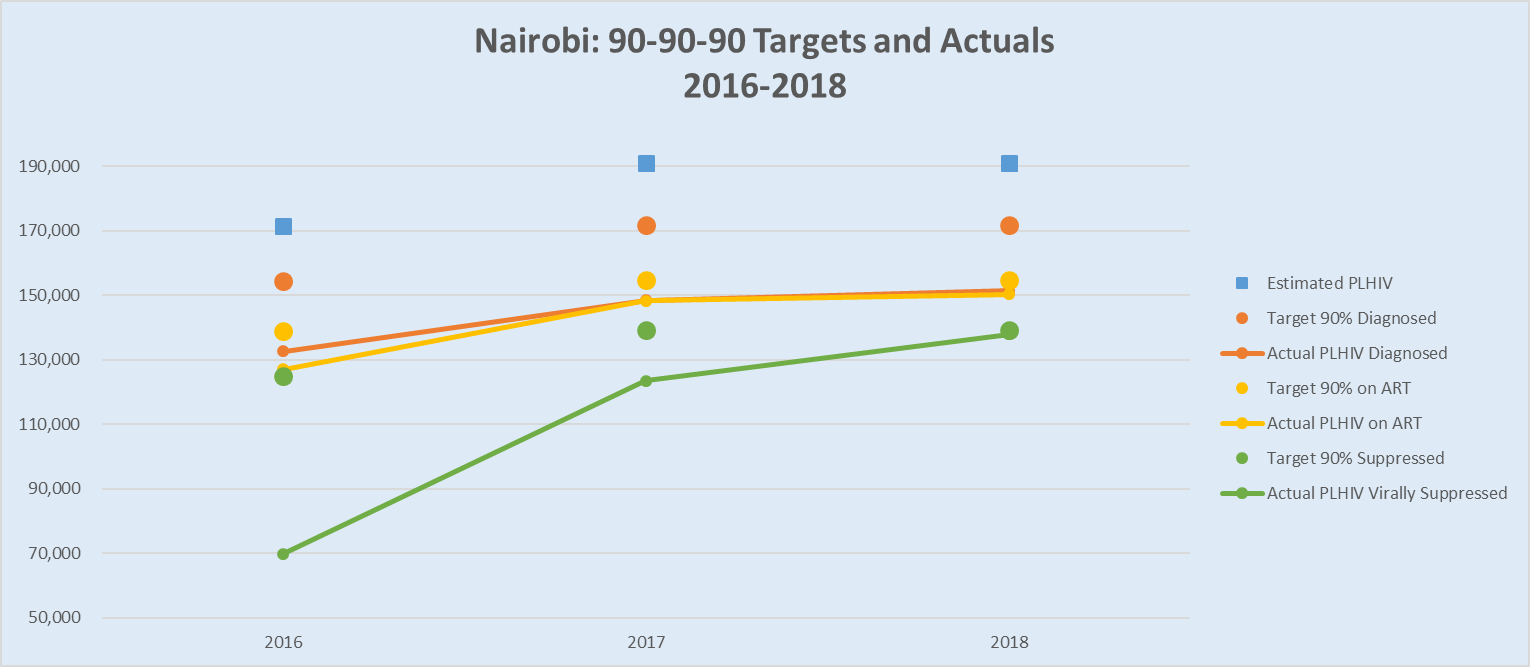 Nairobi: 90-90-90 Targets and Actuals
2016-2018
190,000
170,000
150,000
130,000
110,000
90,000
70,000
50,000
2016
2017
2018
Estimated PLHIV
Target 90% Diagnosed
Actual PLHIV Diagnosed
Target 90% on ART
Actual PLHIV on ART
Target 90% Suppressed
Actual PLHIV Virally Suppressed